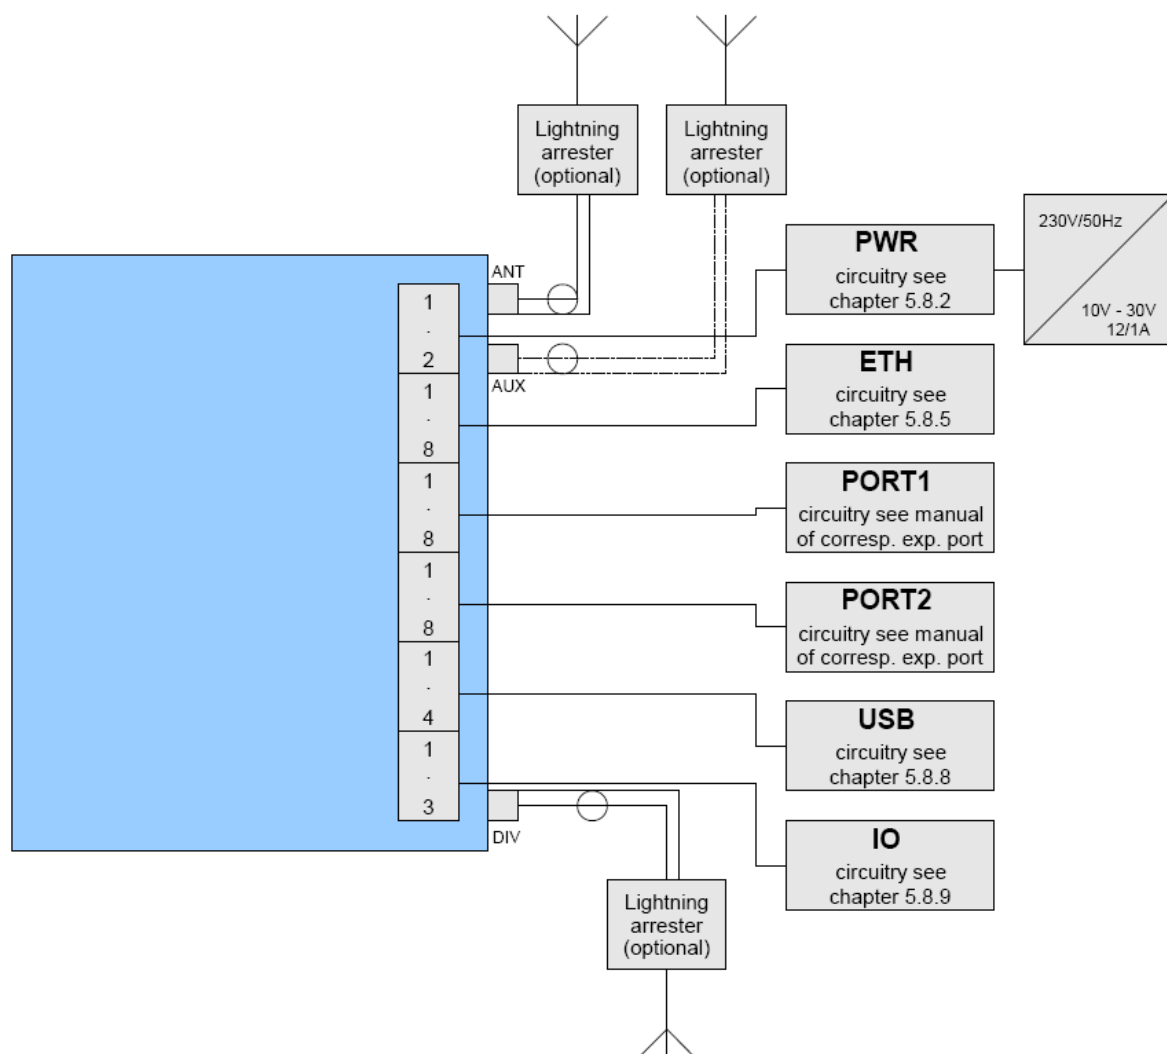 Lightning
arrester
(optional)
Lightning
arrester
(optional)
230V/50Hz
10V - 30V
12/1A
PWR
circuitry see
chapter 5.8.2
ANT
AUX
1
.
2
1
.
8
1
.
8
1
.
8
1
.
4
1
.
3
ETH
circuitry see
chapter 5.8.5
PORT1
circuitry see manual
of corresp. exp. port
PORT2
circuitry see manual
of corresp. exp. port
USB
circuitry see
chapter 5.8.8
IO
circuitry see
chapter 5.8.9
DIV
Lightning
arrester
(optional)